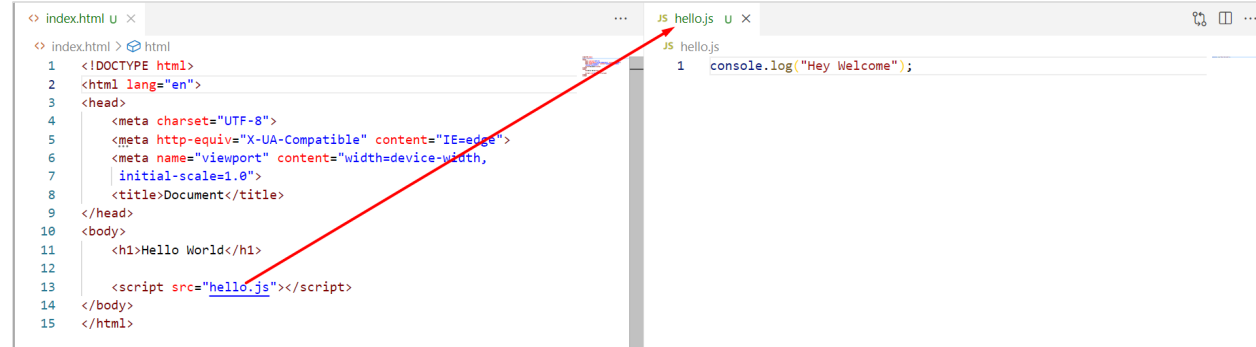 index.html U
index.html > html
1 <!DOCTYPE html>
2 <html lang="en">
3 <head>
4 <meta charset="UTF-8">
5 <meta http-equiv="X-UA-Compatible" content="IE=edge">
6 <meta name="viewport" content="width=device-width,
7 initial-scale=1.0">
8 <title>Document</title>
9 </head>
10 <body>
11 <h1>Hello World</h1>
12
13 <script src="hello.js"></script>
14 </body>
15 </html>
JS hello.js U
JS hello.js
1 console.log("Hey Welcome");